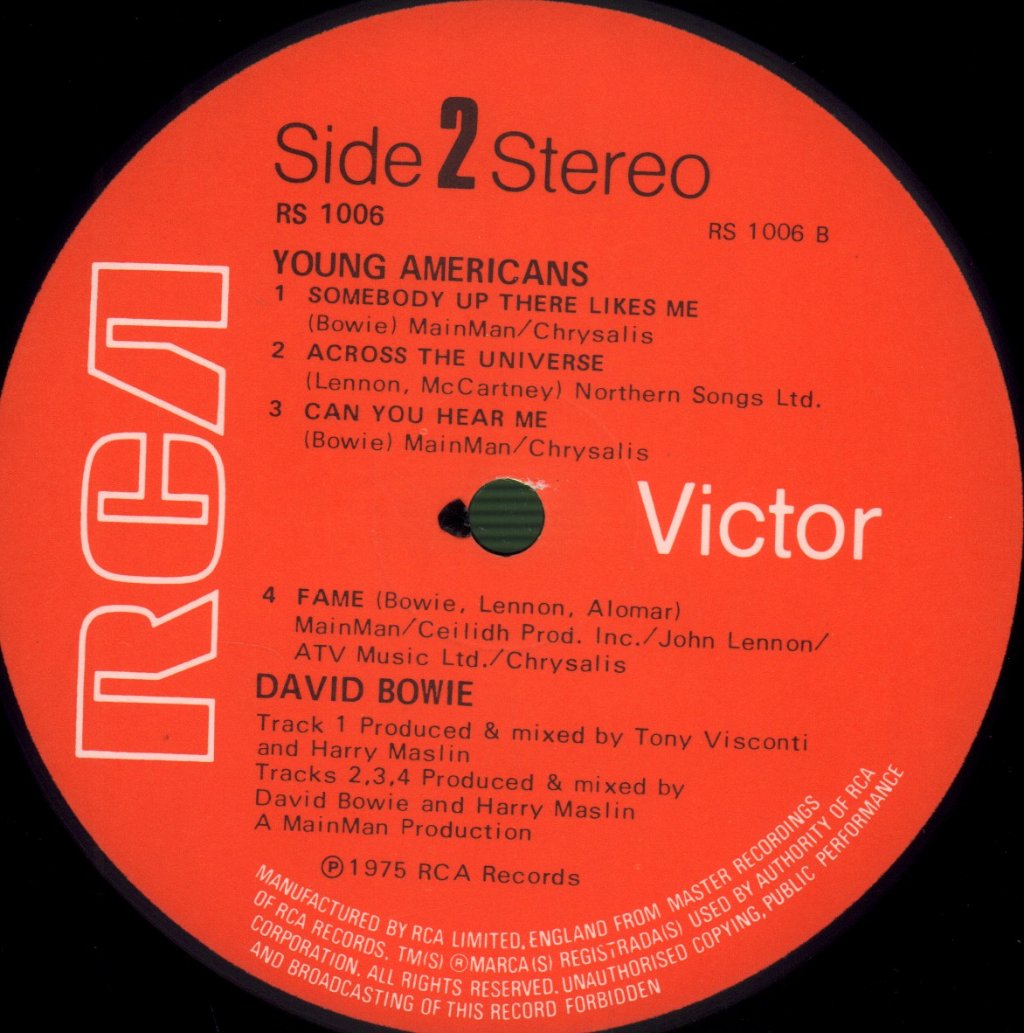 Side 2 Stereo
RS 1006
RS 1006 B
YOUNG AMERICANS
1 SOMEBODY UP THERE LIKES ME
(Bowie) MainMan/Chrysalis
2 ACROSS THE UNIVERSE
(Lennon, McCartney) Northern Songs Ltd.
3 CAN YOU HEAR ME
(Bowie) MainMan/Chrysalis
RCA
Victor
4 FAME (Bowie, Lennon, Alomar)
MainMan/Ceilidh Prod. Inc./John Lennon/
ATV Music Ltd./Chrysalis
DAVID BOWIE
Track 1 Produced & mixed by Tony Visconti
and Harry Maslin
Tracks 2,3,4 Produced & mixed by
David Bowie and Harry Maslin
A MainMan Production
Ⓟ1975 RCA Records
MANUFACTURED BY RCA LIMITED, ENGLAND FROM MASTER RECORDINGS
OF RCA RECORDS. TM(S) ® MARCA(S) REGISTRADA(S) USED BY AUTHORITY OF RCA
CORPORATION. ALL RIGHTS RESERVED. UNAUTHORISED COPYING, PUBLIC PERFORMANCE
AND BROADCASTING OF THIS RECORD FORBIDDEN